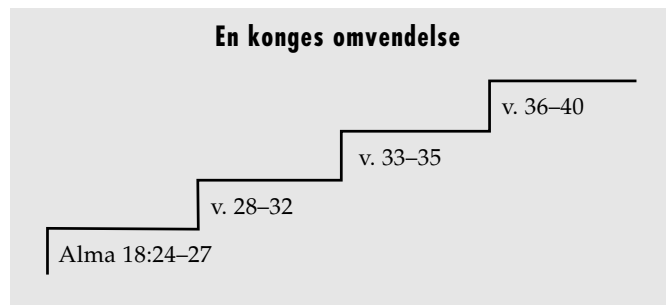 En konges omvendelse
v. 36–40
v. 33–35
v. 28–32
Alma 18:24–27